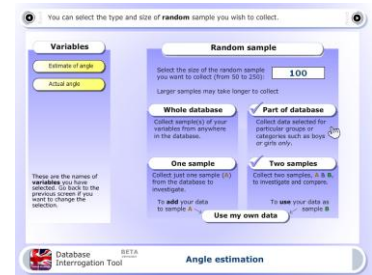 You can select the type and size of random sample you wish to collect.
Variables
Estimate of angle
Actual angle
These are the names of
variables you have
selected. Go back to the
previous screen if you
want to change the
selection.
Random sample
Select the size of the random sample
you want to collect (from 50 to 250):
100
Larger samples may take longer to collect
Whole database
Collect sample(s) of your
variables from anywhere
in the database.
Part of database
Collect data selected for
particular groups or
categories such as boys
or girls only.
One sample
Collect just one sample (A)
from the database to
investigate.
To add your data
to sample A
Two samples
Collect two samples, A & B,
to investigate and compare.
To use your data as
sample B
Use my own data
Database
Interrogation Tool
BETA
Angle estimation